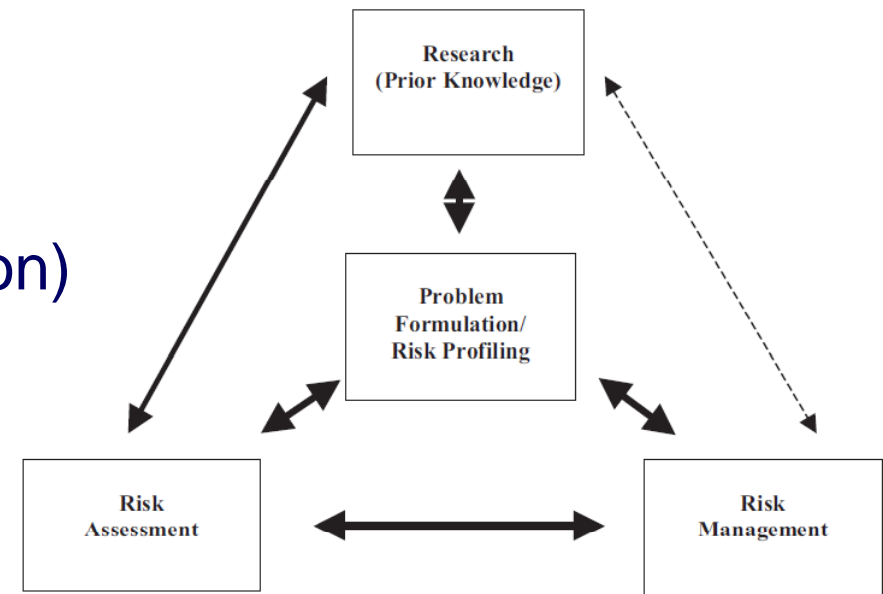 Research
(Prior Knowledge)
on)
Problem
Formulation/
Risk Profiling
Risk
Assessment
Risk
Management